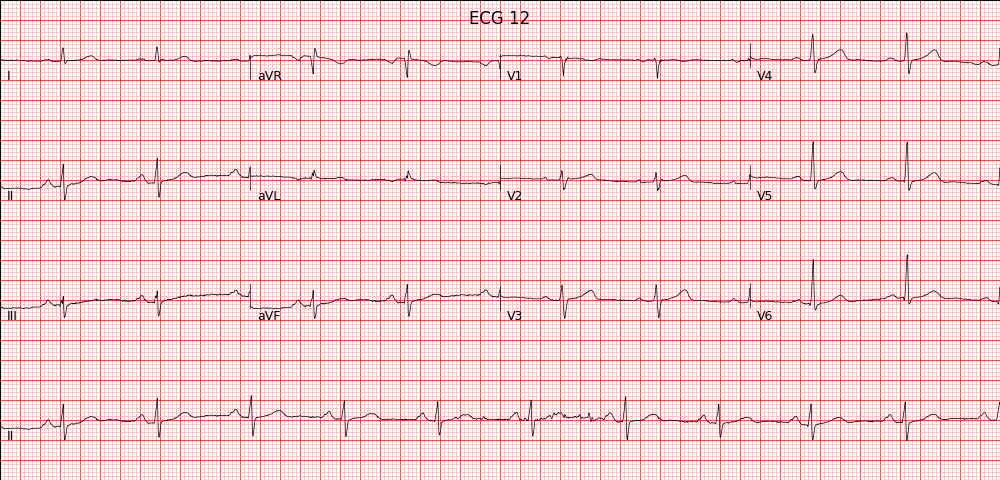 ECG 12
I aVR V1 V4
II aVL V2 V5
III aVF V3 V6
II